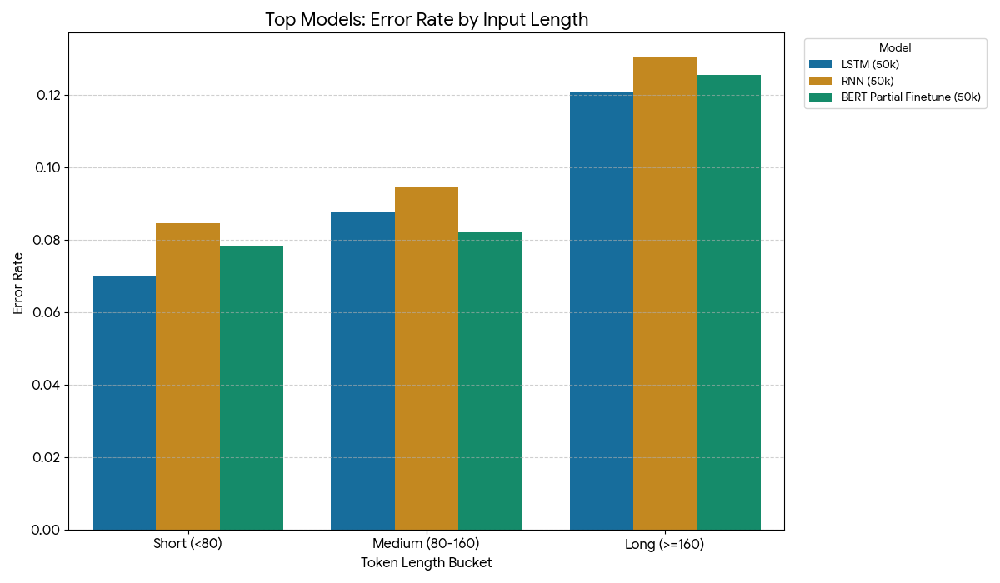 Top Models: Error Rate by Input Length
Model
LSTM (50k)
RNN (50k)
BERT Partial Finetune (50k)
Error Rate
0.12
0.10
0.08
0.06
0.04
0.02
0.00
Short (<80)
Medium (80-160)
Long (>=160)
Token Length Bucket